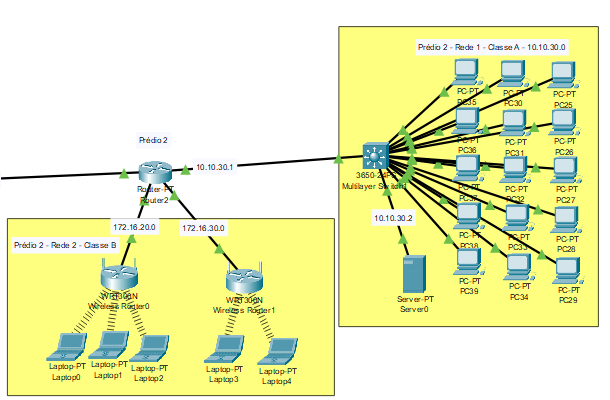 Prédio 2 - Rede 1 - Classe A - 10.10.30.0
PC-PT
PC35
PC-PT
PC30
PC-PT
PC25
PC-PT
PC36
PC-PT
PC31
PC-PT
PC26
Prédio 2
10.10.30.1
Router-PT
Router2
3650-24PS
Multilayer Switch1
PC-PT
PC32
PC-PT
PC27
172.16.20.0
172.16.30.0
10.10.30.2
Prédio 2 - Rede 2 - Classe B
PC-PT
PC38
PC-PT
PC33
PC-PT
PC28
WRT300N
Wireless Router0
WRT300N
Wireless Router1
Server-PT
Server0
PC-PT
PC39
PC-PT
PC34
PC-PT
PC29
Laptop-PT
Laptop0
Laptop-PT
Laptop1
Laptop-PT
Laptop2
Laptop-PT
Laptop3
Laptop-PT
Laptop4